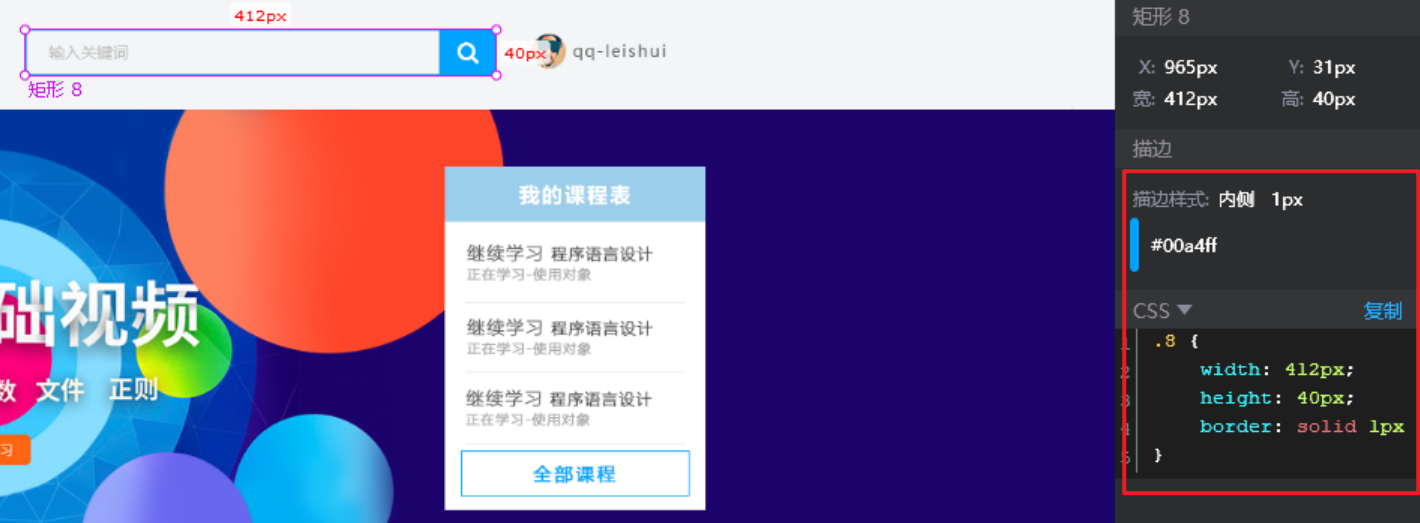 412px
输入关键词
40px
qq-leishui
矩形 8
础视频
数 文件 正则
习
我的课程表
继续学习 程序语言设计
正在学习-使用对象
继续学习 程序语言设计
正在学习-使用对象
继续学习 程序语言设计
正在学习-使用对象
全部课程
矩形 8
X: 965px Y: 31px
宽: 412px 高: 40px
描边
描边样式: 内侧 1px
#00a4ff
CSS 复制
1 .8 {
2 width: 412px;
3 height: 40px;
4 border: solid 1px
5 }